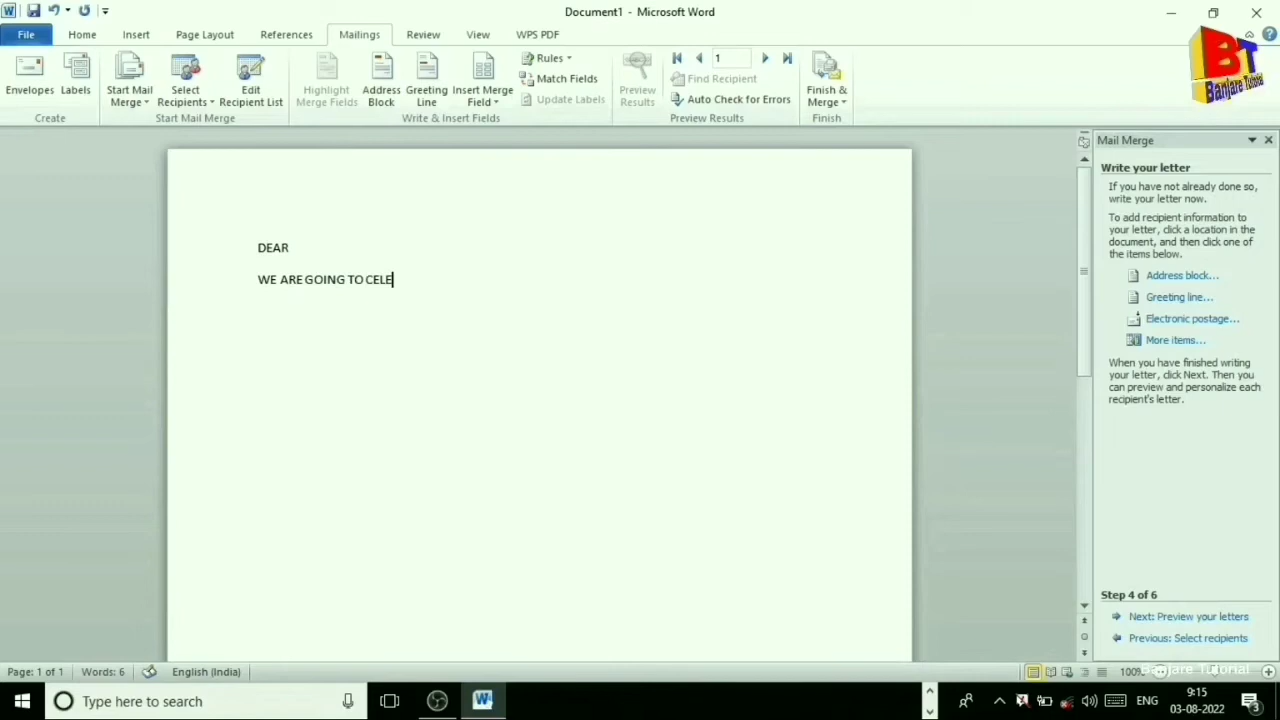 Document1 - Microsoft Word
File Home Insert Page Layout References Mailings Review View WPS PDF
Envelopes
Labels
Create
Start Mail Merge
Select Recipients
Edit Recipient List
Start Mail Merge
Highlight Merge Fields
Address Block
Greeting Line
Insert Merge Field
Rules
Match Fields
Update Labels
Write & Insert Fields
Preview Results
1
Find Recipient
Auto Check for Errors
Preview Results
Finish & Merge
Finish
BT
Banjare Tutorial
DEAR
WE ARE GOING TO CELE
Mail Merge
Write your letter
If you have not already done so,
write your letter now.
To add recipient information to
your letter, click a location in the
document, and then click one of
the items below.
Address block...
Greeting line...
Electronic postage...
More items...
When you have finished writing
your letter, click Next. Then you
can preview and personalize each
recipient's letter.
Step 4 of 6
Next: Preview your letters
Previous: Select recipients
Page: 1 of 1 Words: 6 English (India) 100%
Banjare Tutorial
Type here to search
ENG
9:15
03-08-2022
3